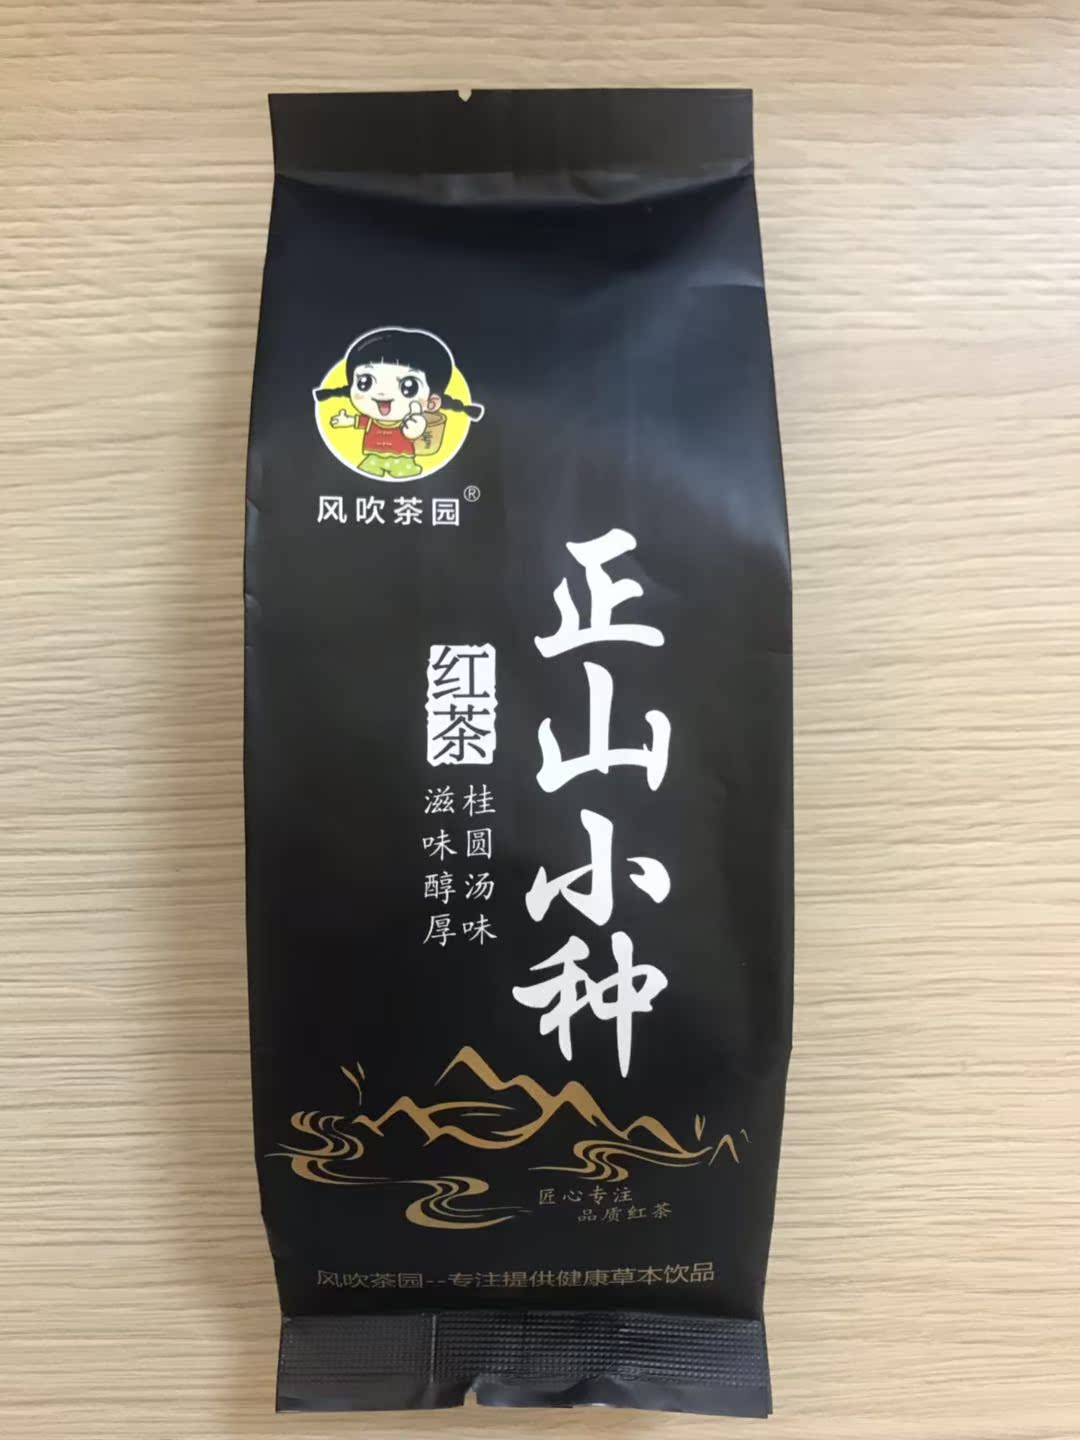 风吹茶园®
正山小种
红茶
桂圆汤味
滋味醇厚
匠心专注
品质红茶
风吹茶园--专注提供健康草本饮品